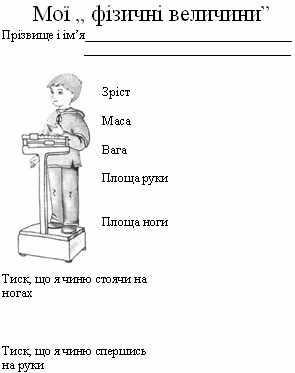 Мої „ фізичні величини”
Прізвище і ім’я
Зріст
Маса
Вага
Площа руки
Площа ноги
Тиск, що я чиню стоячи на
ногах
Тиск, що я чиню спершись
на руки